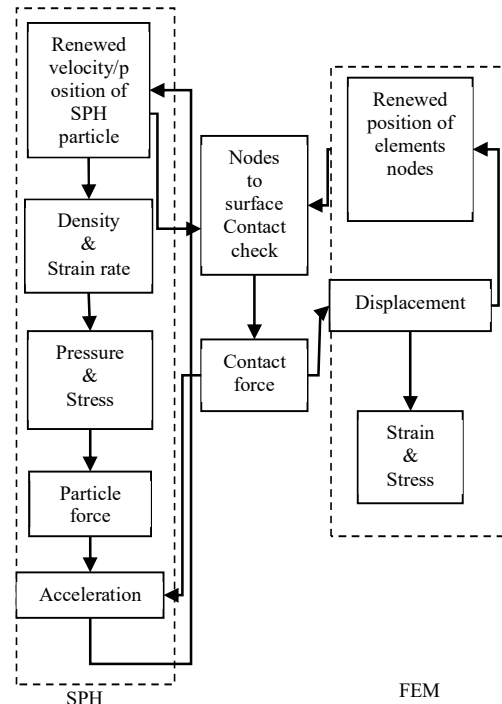 Renewed
velocity/p
osition of
SPH
particle
Density
&
Strain rate
Pressure
&
Stress
Particle
force
Acceleration
SPH
Nodes
to
surface
Contact
check
Contact
force
Renewed
position of
elements
nodes
Displacement
Strain
&
Stress
FEM